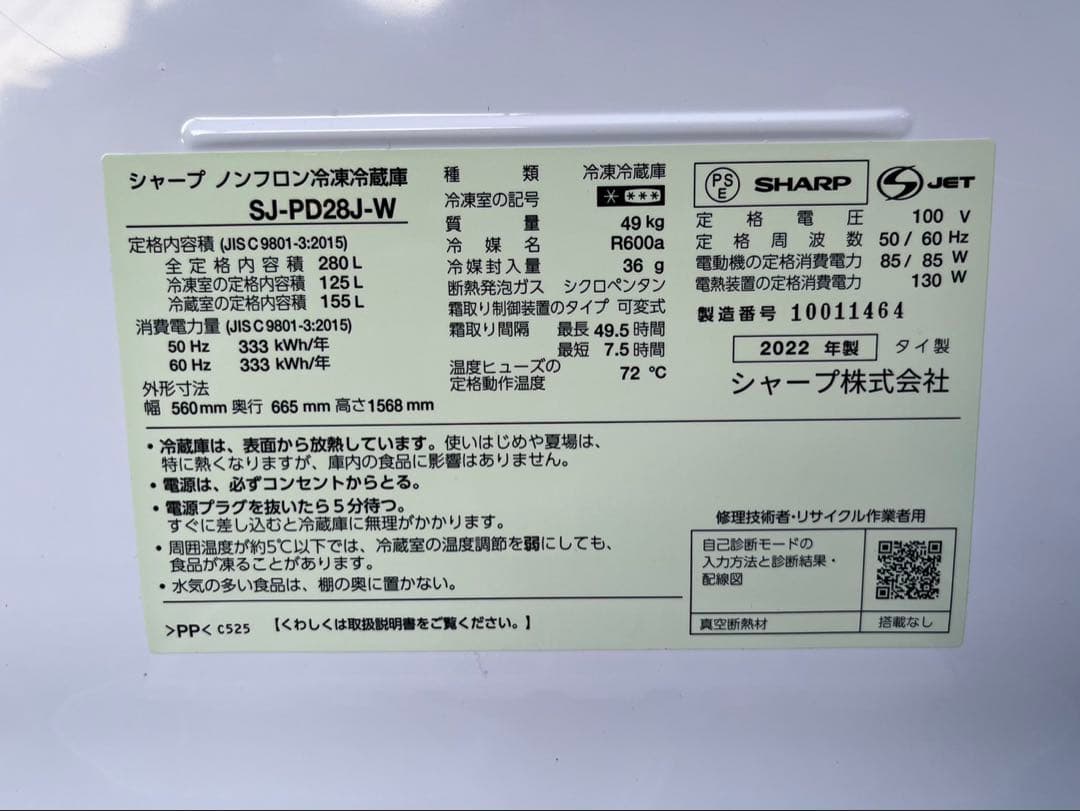 シャープ ノンフロン冷凍冷蔵庫
SJ-PD28J-W
定格内容積 (JIS C 9801-3:2015)
全定格内容積 280 L
冷凍室の定格内容積 125 L
冷蔵室の定格内容積 155 L
消費電力量 (JIS C 9801-3:2015)
50 Hz 333 kWh/年
60 Hz 333 kWh/年
外形寸法
幅 560 mm 奥行 665 mm 高さ 1568 mm
種類 冷凍冷蔵庫
冷凍室の記号 * ***
質量 49 kg
冷媒名 R600a
冷媒封入量 36 g
断熱発泡ガス シクロペンタン
霜取り制御装置のタイプ 可変式
霜取り間隔 最長 49.5 時間
最短 7.5 時間
温度ヒューズの
定格動作温度 72 ℃
PS
E
SHARP
JET
定格電圧 100 V
定格周波数 50 / 60 Hz
電動機の定格消費電力 85 / 85 W
電熱装置の定格消費電力 130 W
製造番号 10011464
2022 年製 タイ製
シャープ株式会社
・冷蔵庫は、表面から放熱しています。使いはじめや夏場は、
特に熱くなりますが、庫内の食品に影響はありません。
・電源は、必ずコンセントからとる。
・電源プラグを抜いたら5分待つ。
すぐに差し込むと冷蔵庫に無理がかかります。
・周囲温度が約5℃以下では、冷蔵室の温度調節を弱にしても、
食品が凍ることがあります。
・水気の多い食品は、棚の奥に置かない。
>PP< C525 【くわしくは取扱説明書をご覧ください。】
修理技術者・リサイクル作業者用
自己診断モードの
入力方法と診断結果・
配線図
真空断熱材 搭載なし